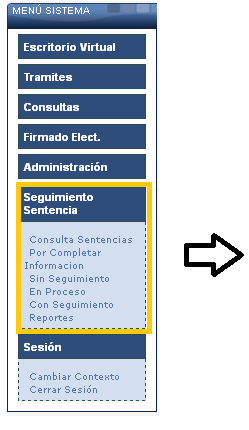 MENÚ SISTEMA
Escritorio Virtual
Tramites
Consultas
Firmado Elect.
Administración
Seguimiento
Sentencia
Consulta Sentencias
Por Completar
Informacion
Sin Seguimiento
En Proceso
Con Seguimiento
Reportes
Sesión
Cambiar Contexto
Cerrar Sesión